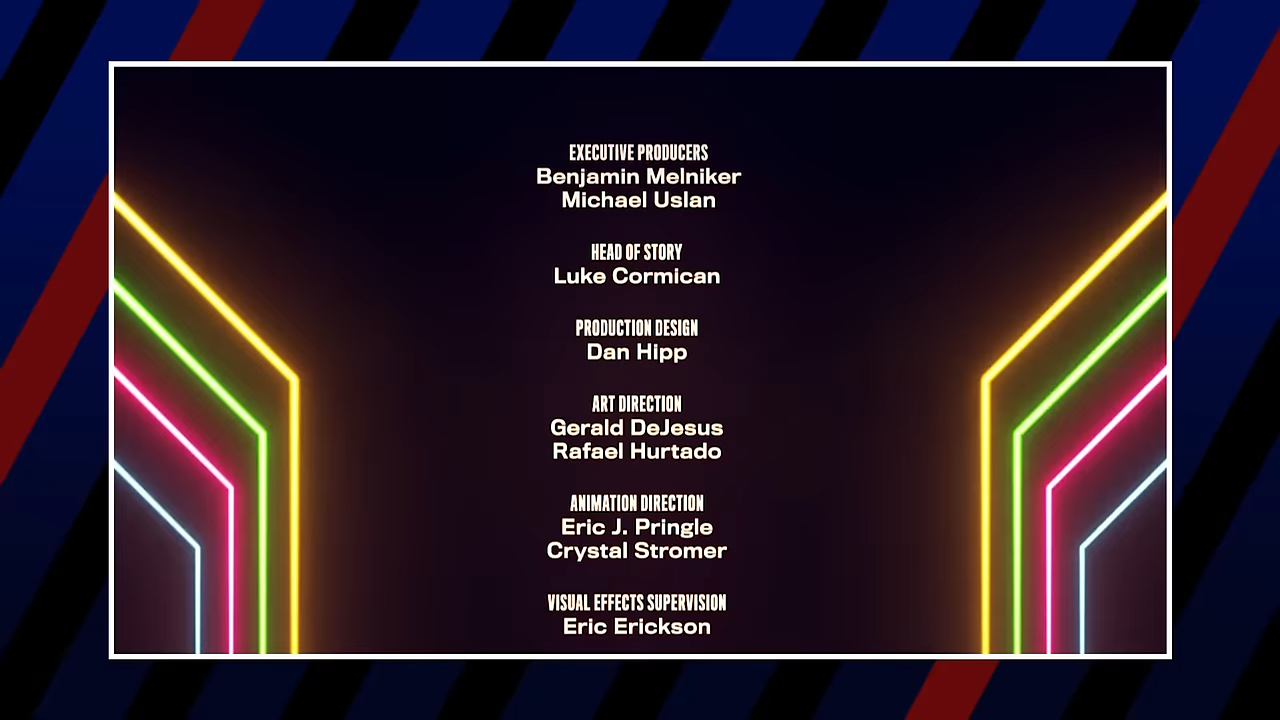 EXECUTIVE PRODUCERS
Benjamin Melniker
Michael Uslan
HEAD OF STORY
Luke Cormican
PRODUCTION DESIGN
Dan Hipp
ART DIRECTION
Gerald DeJesus
Rafael Hurtado
ANIMATION DIRECTION
Eric J. Pringle
Crystal Stromer
VISUAL EFFECTS SUPERVISION
Eric Erickson